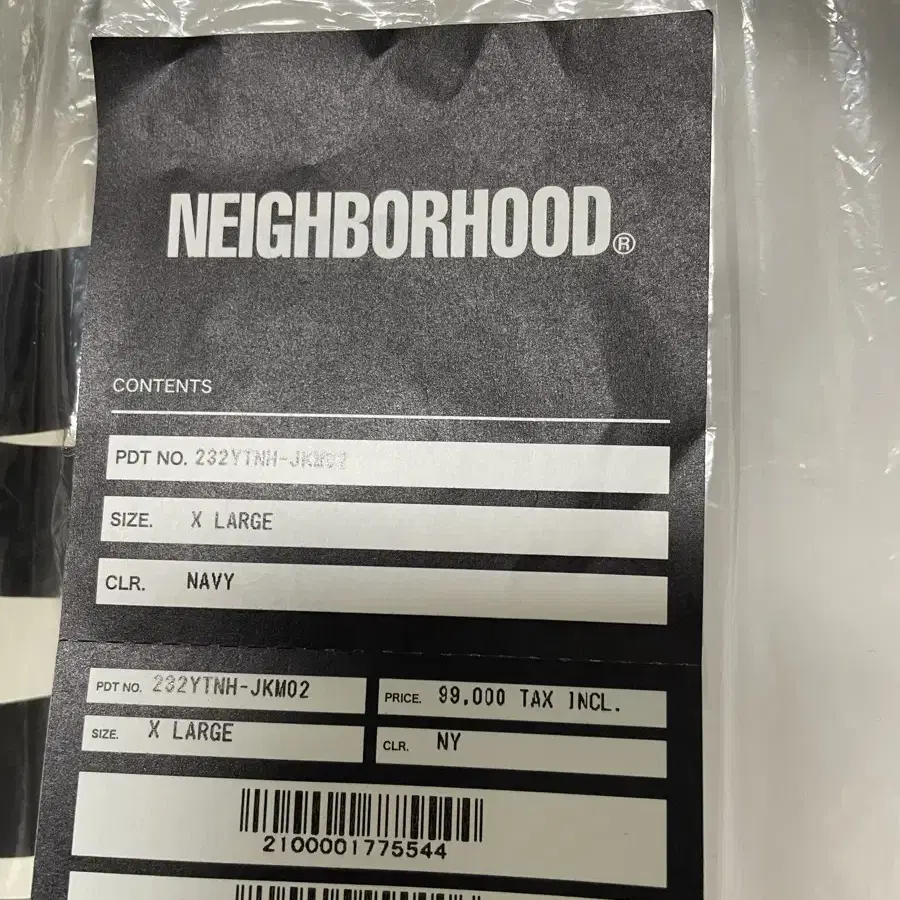 NEIGHBORHOOD®
CONTENTS
PDT NO. 232YTNH-JKM02
SIZE. X LARGE
CLR. NAVY
PDT NO. 232YTNH-JKM02
PRICE. 99,000 TAX INCL.
SIZE. X LARGE
CLR. NY
2100001775544